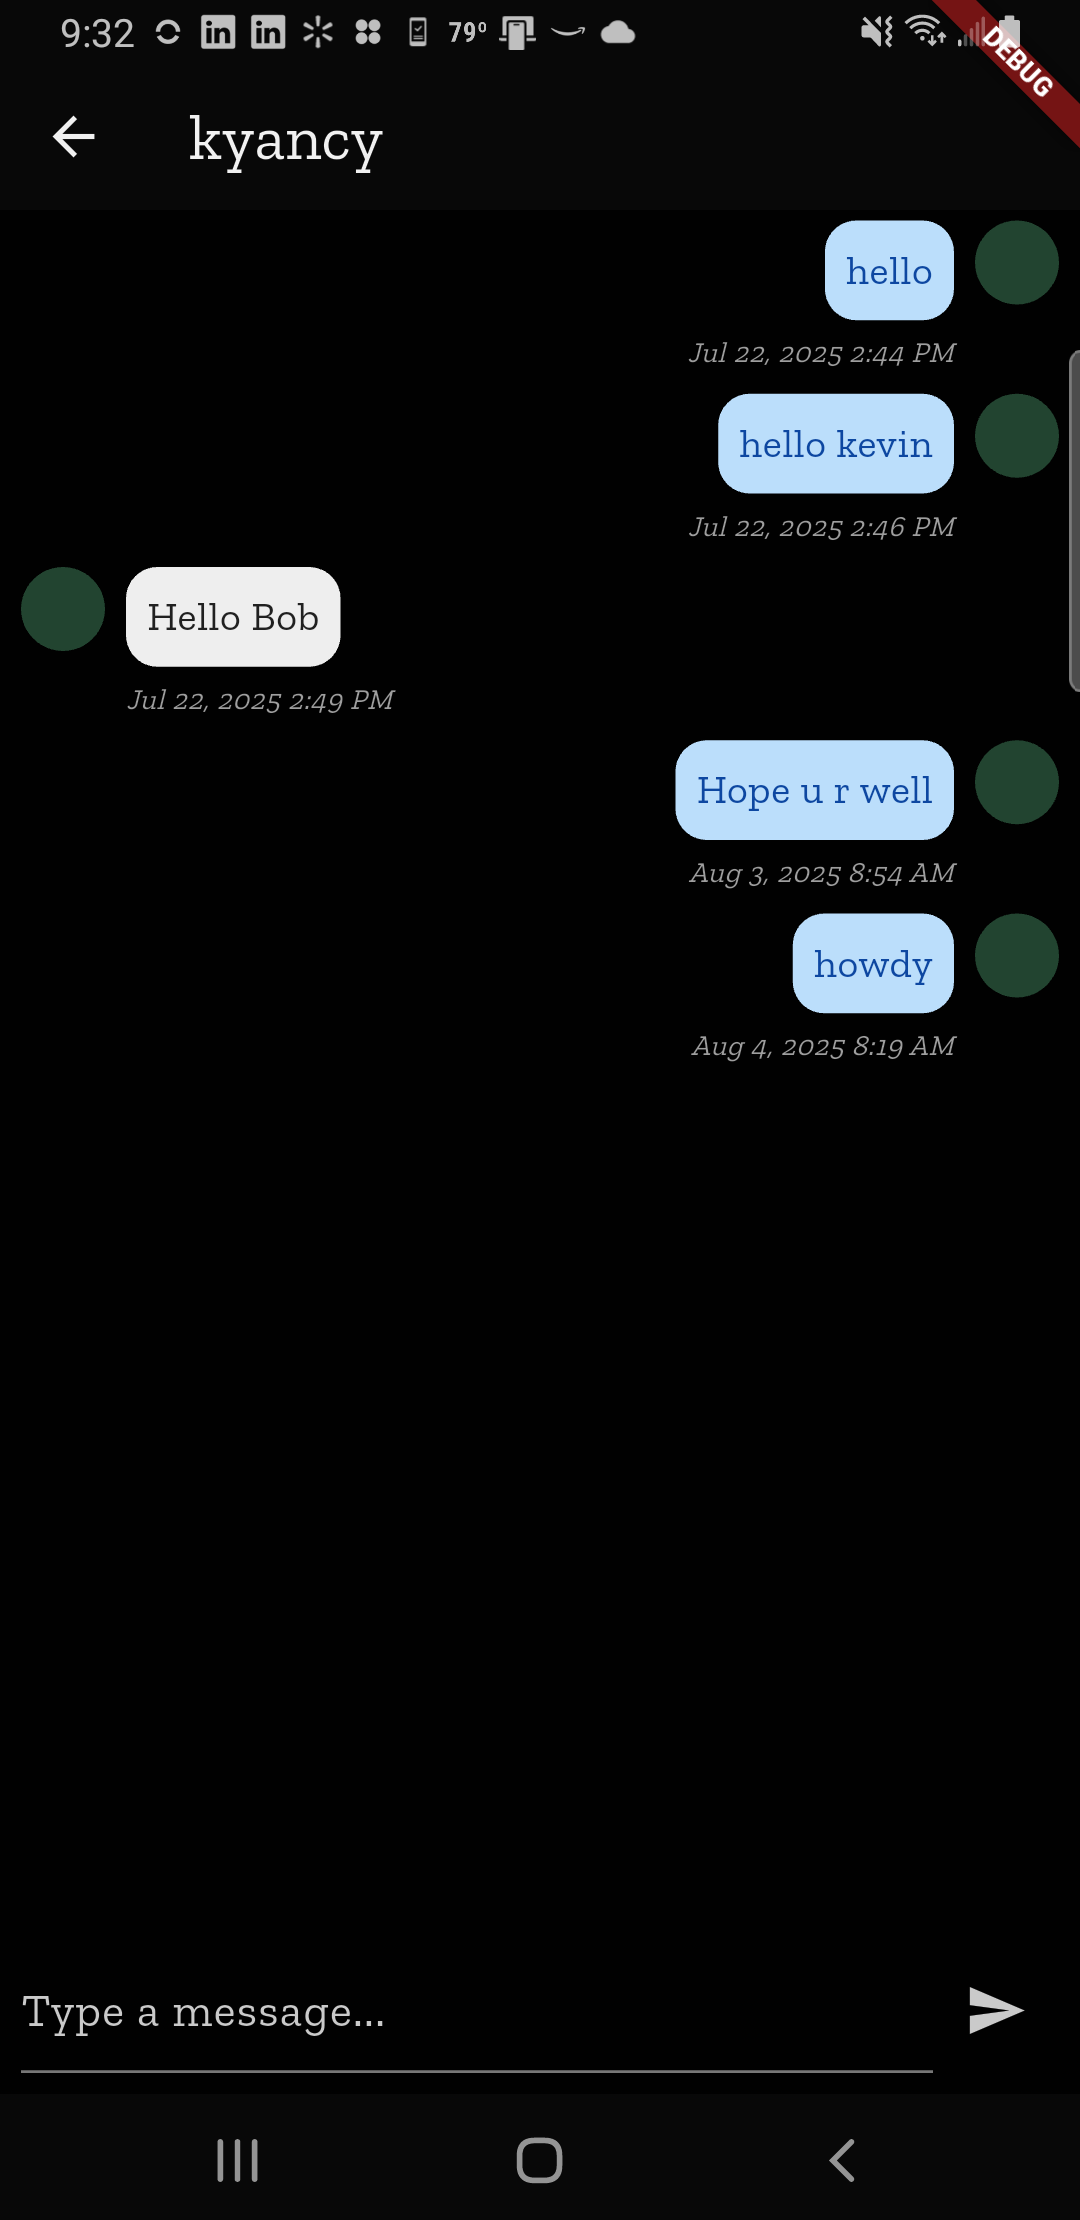 9:32 in in 79°
DEBUG
kyancy
hello
Jul 22, 2025 2:44 PM
hello kevin
Jul 22, 2025 2:46 PM
Hello Bob
Jul 22, 2025 2:49 PM
Hope u r well
Aug 3, 2025 8:54 AM
howdy
Aug 4, 2025 8:19 AM
Type a message...